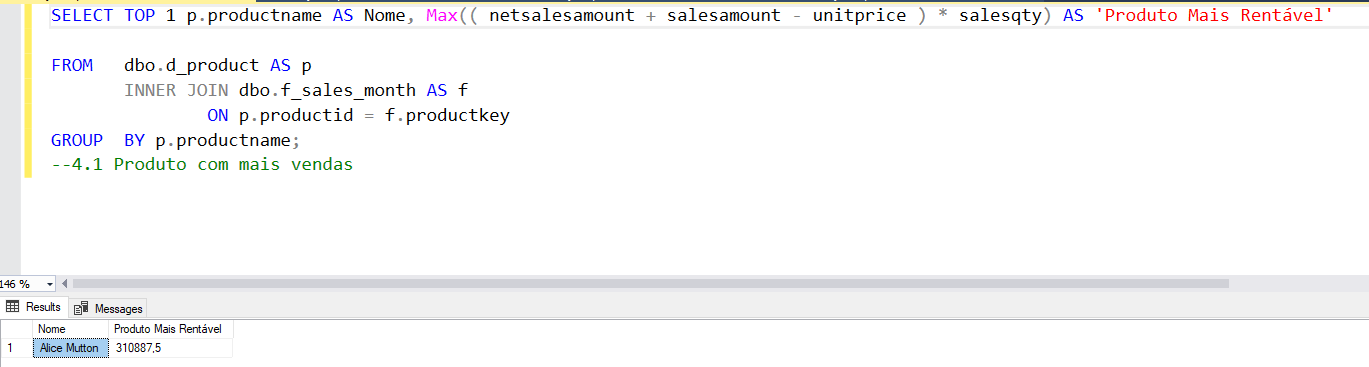 SELECT TOP 1 p.productname AS Nome, Max(( netsalesamount + salesamount - unitprice ) * salesqty) AS 'Produto Mais Rentável'
FROM dbo.d_product AS p
INNER JOIN dbo.f_sales_month AS f
ON p.productid = f.productkey
GROUP BY p.productname;
--4.1 Produto com mais vendas
146 %
Results Messages
Nome Produto Mais Rentável
1 Alice Mutton 310887,5